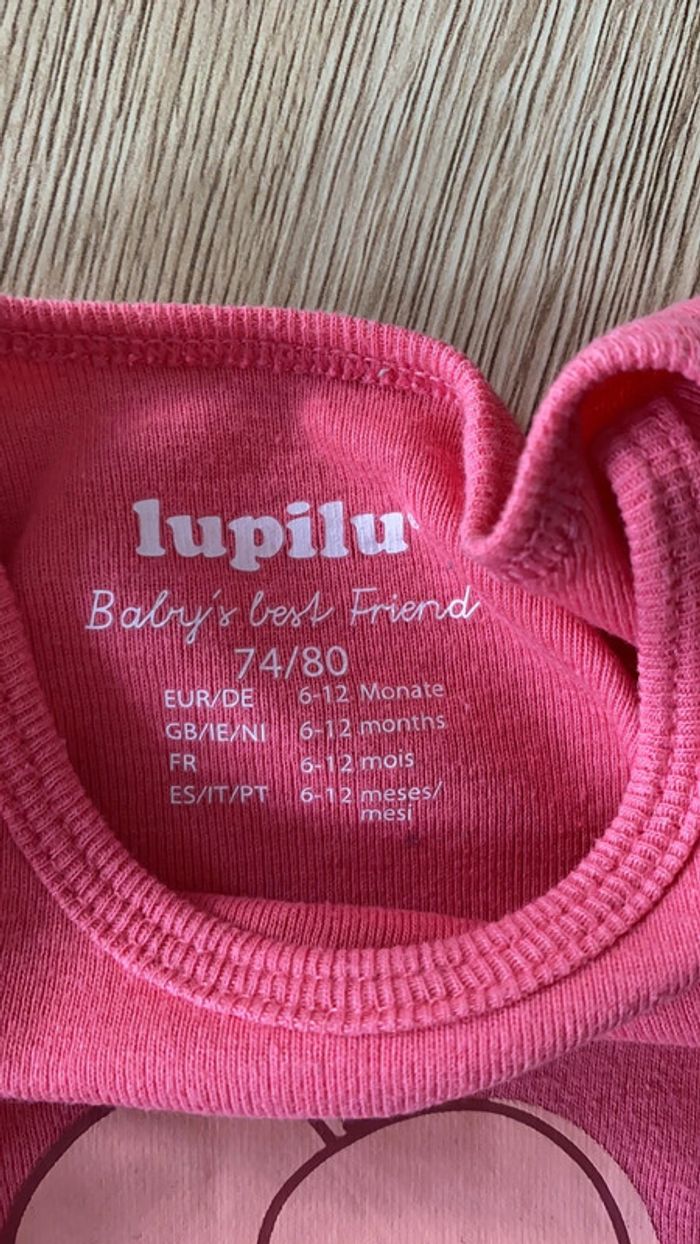 lupilu
Baby's best Friend
74/80
EUR/DE 6-12 Monate
GB/IE/NI 6-12 months
FR 6-12 mois
ES/IT/PT 6-12 meses/
mesi